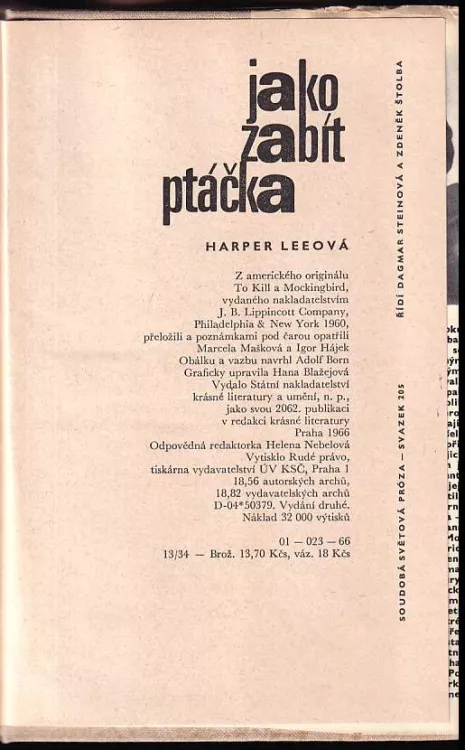 jako
zabít
ptáčka
HARPER LEEOVÁ
Z amerického originálu
To Kill a Mockingbird,
vydaného nakladatelstvím
J. B. Lippincott Company,
Philadelphia & New York 1960,
přeložili a poznámkami pod čarou opatřili
Marcela Mašková a Igor Hájek
Obálku a vazbu navrhl Adolf Born
Graficky upravila Hana Blažejová
Vydalo Státní nakladatelství
krásné literatury a umění, n. p.,
jako svou 2062. publikaci
v redakci krásné literatury
Praha 1966
Odpovědná redaktorka Helena Nebelová
Vytisklo Rudé právo,
tiskárna vydavatelství ÚV KSČ, Praha 1
18,56 autorských archů,
18,82 vydavatelských archů
D-04*50379. Vydání druhé.
Náklad 32 000 výtisků
01 — 023 — 66
13/34 — Brož. 13,70 Kčs, váz. 18 Kčs
SOUDOBÁ SVĚTOVÁ PRÓZA — SVAZEK 205
ŘÍDÍ DAGMAR STEINOVÁ A ZDENĚK ŠTOLBA